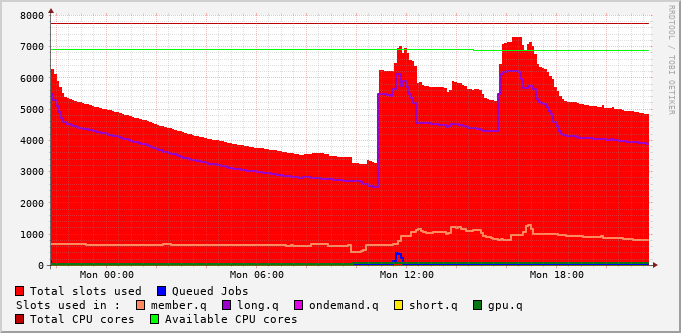 8000
7000
6000
5000
4000
3000
2000
1000
0
Mon 00:00 Mon 06:00 Mon 12:00 Mon 18:00
RRDTOOL / TOBI OETIKER
Total slots used Queued Jobs
Slots used in : member.q long.q ondemand.q short.q gpu.q
Total CPU cores Available CPU cores